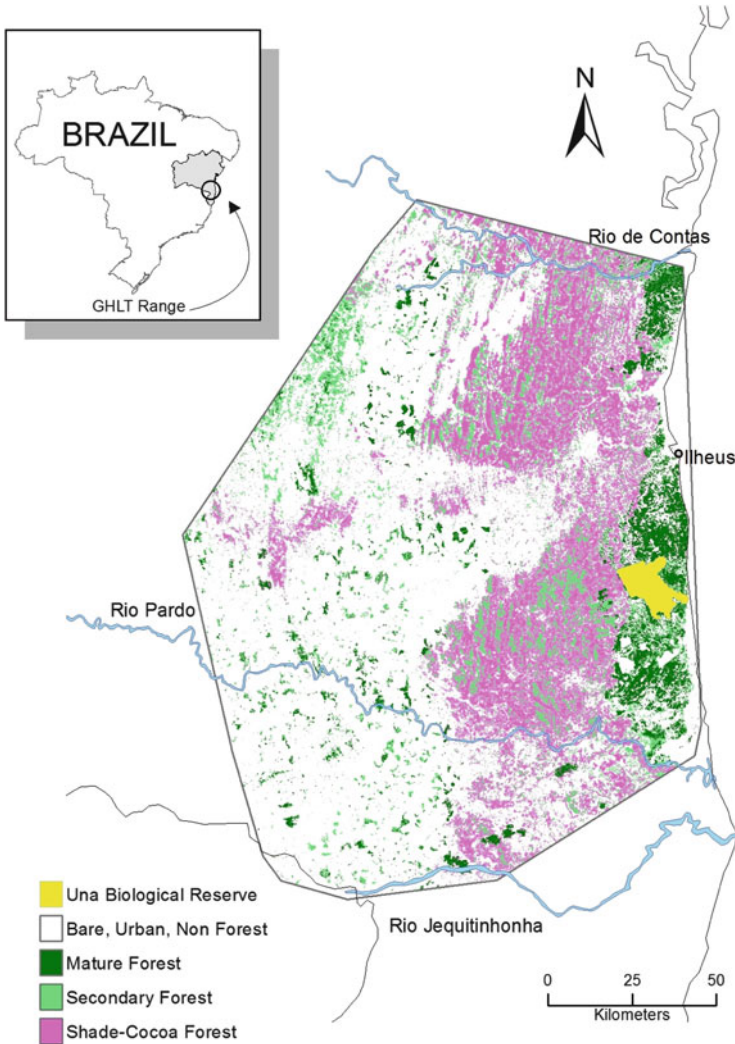 BRAZIL
GHLT Range
N
Rio de Contas
Ilheus
Rio Pardo
Rio Jequitinhonha
Una Biological Reserve
Bare, Urban, Non Forest
Mature Forest
Secondary Forest
Shade-Cocoa Forest
0 25 50
Kilometers